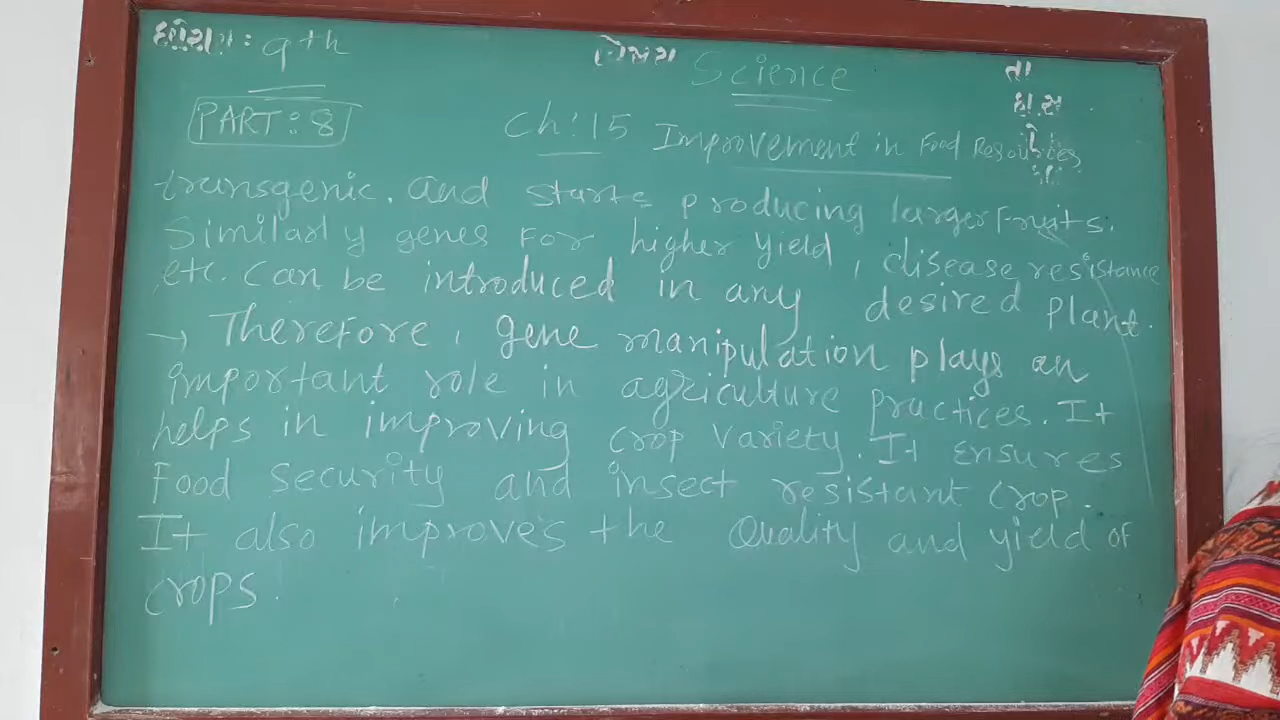 ધોરણ : 9th
વિષય Science
તા
PART : 8
Ch : 15 Improvement in Food Resources
transgenic. and starts producing larger Fruits.
Similarly genes For higher yield, disease resistance
etc. can be introduced in any desired plant.
→ Therefore, gene manipulation plays an
important role in agriculture practices. It
helps in improving crop variety. It ensures
Food security and insect resistant crop.
It also improves the Quality and yield of
crops.